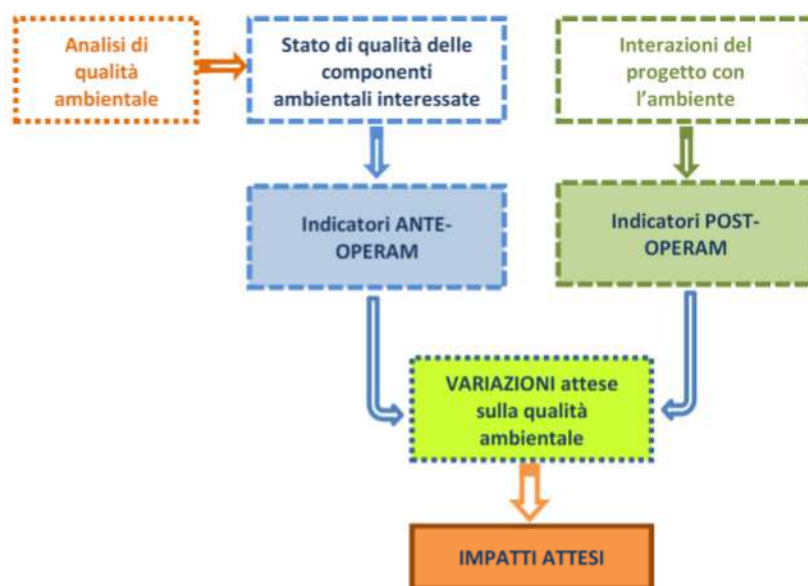 Analisi di
qualità
ambientale
Stato di qualità delle
componenti
ambientali interessate
Interazioni del
progetto con
l'ambiente
Indicatori ANTE-
OPERAM
Indicatori POST-
OPERAM
VARIAZIONI attese
sulla qualità
ambientale
IMPATTI ATTESI